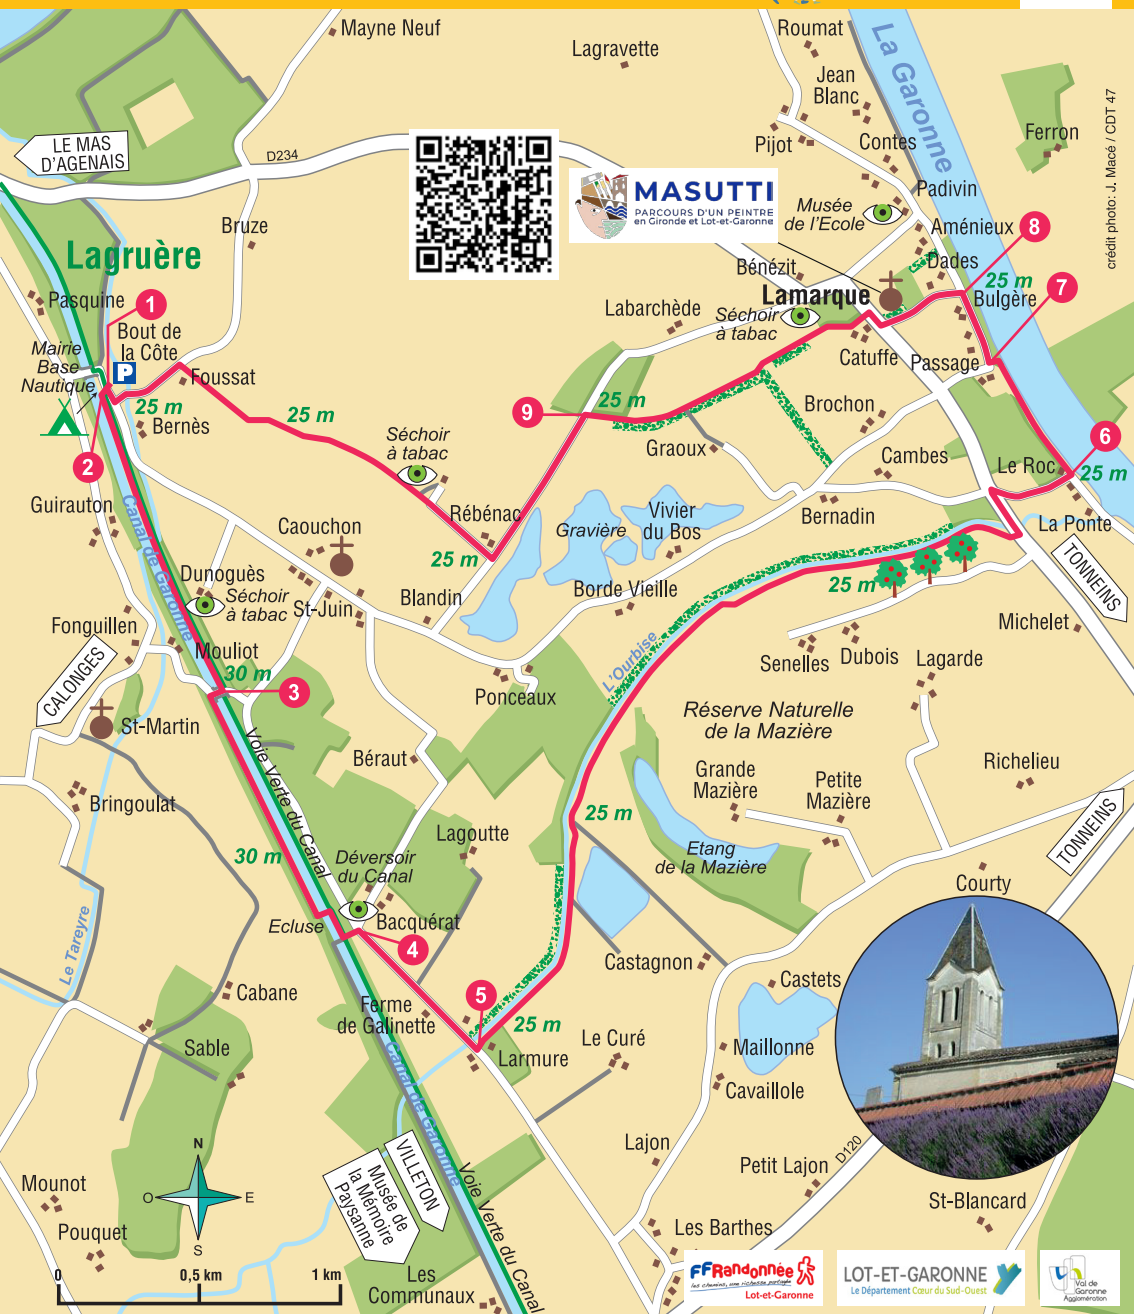 Mayne Neuf
Lagravette
Roumat
La Garonne
Jean
Blanc
Ferron
crédit photo: J. Macé / CDT 47
LE MAS
D'AGENAIS
D234
Pijot
Contes
MASUTTI
PARCOURS D'UN PEINTRE
en Gironde et Lot-et-Garonne
Padivin
Musée
de l'Ecole
Bruze
Aménieux
8
Lagruère
Bénézit
Dades
25 m
7
Pasquine
1
Labarchède
Lamarque
Bulgère
Séchoir
à tabac
Bout de
la Côte
Mairie
Base
Nautique
P
Foussat
Catuffe
Passage
25 m
25 m
25 m
9
Brochon
Bernès
Séchoir
à tabac
Graoux
6
2
Cambes
Le Roc
25 m
Guirauton
Canal de Garonne
Caouchon
Rébénac
Gravière
Vivier
du Bos
Bernadin
La Ponte
25 m
TONNEINS
Dunoguès
Séchoir
à tabac
St-Juin
Blandin
Borde Vieille
25 m
Fonguillen
Michelet
Mouliot
L'Ourbise
Senelles
Dubois
Lagarde
CALONGES
30 m
3
Ponceaux
St-Martin
Réserve Naturelle
de la Mazière
Voie Verte du Canal
Béraut
Grande
Mazière
Petite
Mazière
Richelieu
Bringoulat
25 m
TONNEINS
Lagoutte
30 m
Déversoir
du Canal
Etang
de la Mazière
Courty
Ecluse
Bacquérat
4
Le Tareyre
Castagnon
Castets
Cabane
5
Ferme
de Galinette
25 m
Le Curé
Sable
Larmure
Maillonne
Canal de Garonne
Cavaillole
N
O
E
S
VILLETON
Musée de
la Mémoire
Paysanne
Lajon
D120
Petit Lajon
Mounot
Voie Verte du Canal
St-Blancard
Pouquet
Les Barthes
0
0,5 km
1 km
Les
Communaux
FFRandonnée
les chemins, une richesse partagée
Lot-et-Garonne
LOT-ET-GARONNE
Le Département Cœur du Sud-Ouest
Val de
Garonne
Agglomération